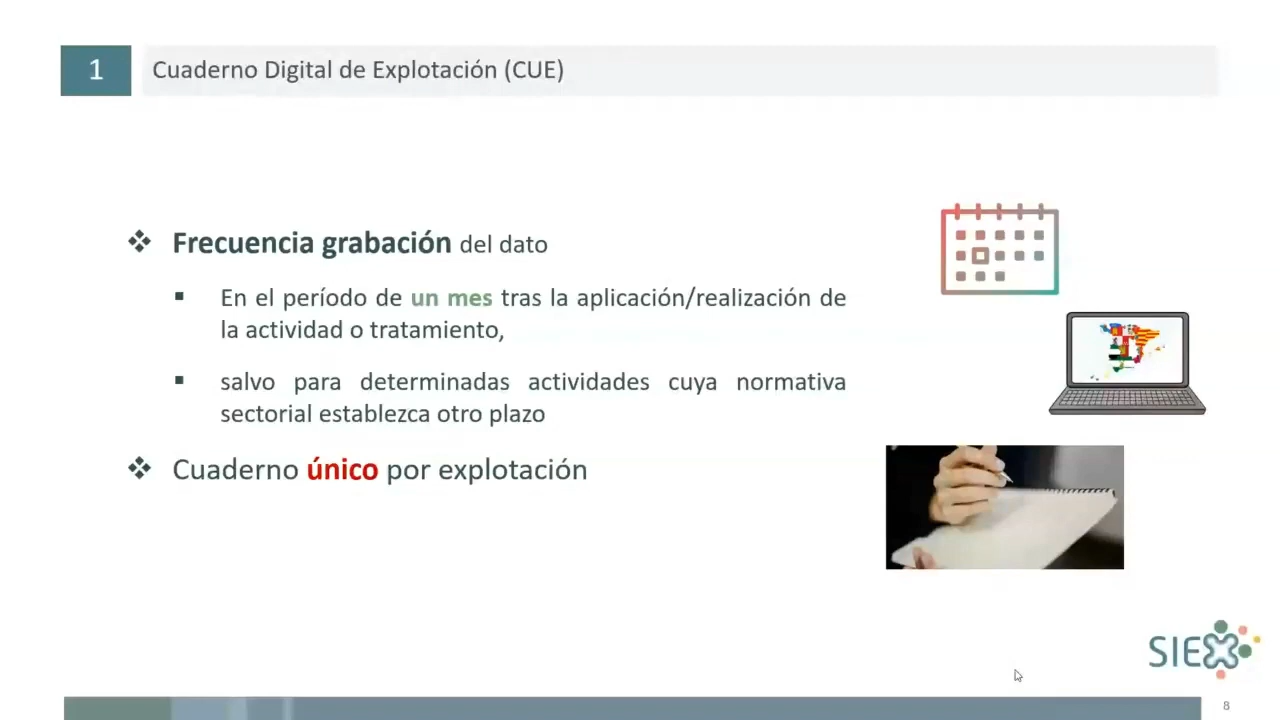 1
Cuaderno Digital de Explotación (CUE)
Frecuencia grabación del dato
En el período de un mes tras la aplicación/realización de
la actividad o tratamiento,
salvo para determinadas actividades cuya normativa
sectorial establezca otro plazo
Cuaderno único por explotación
SIEX
8